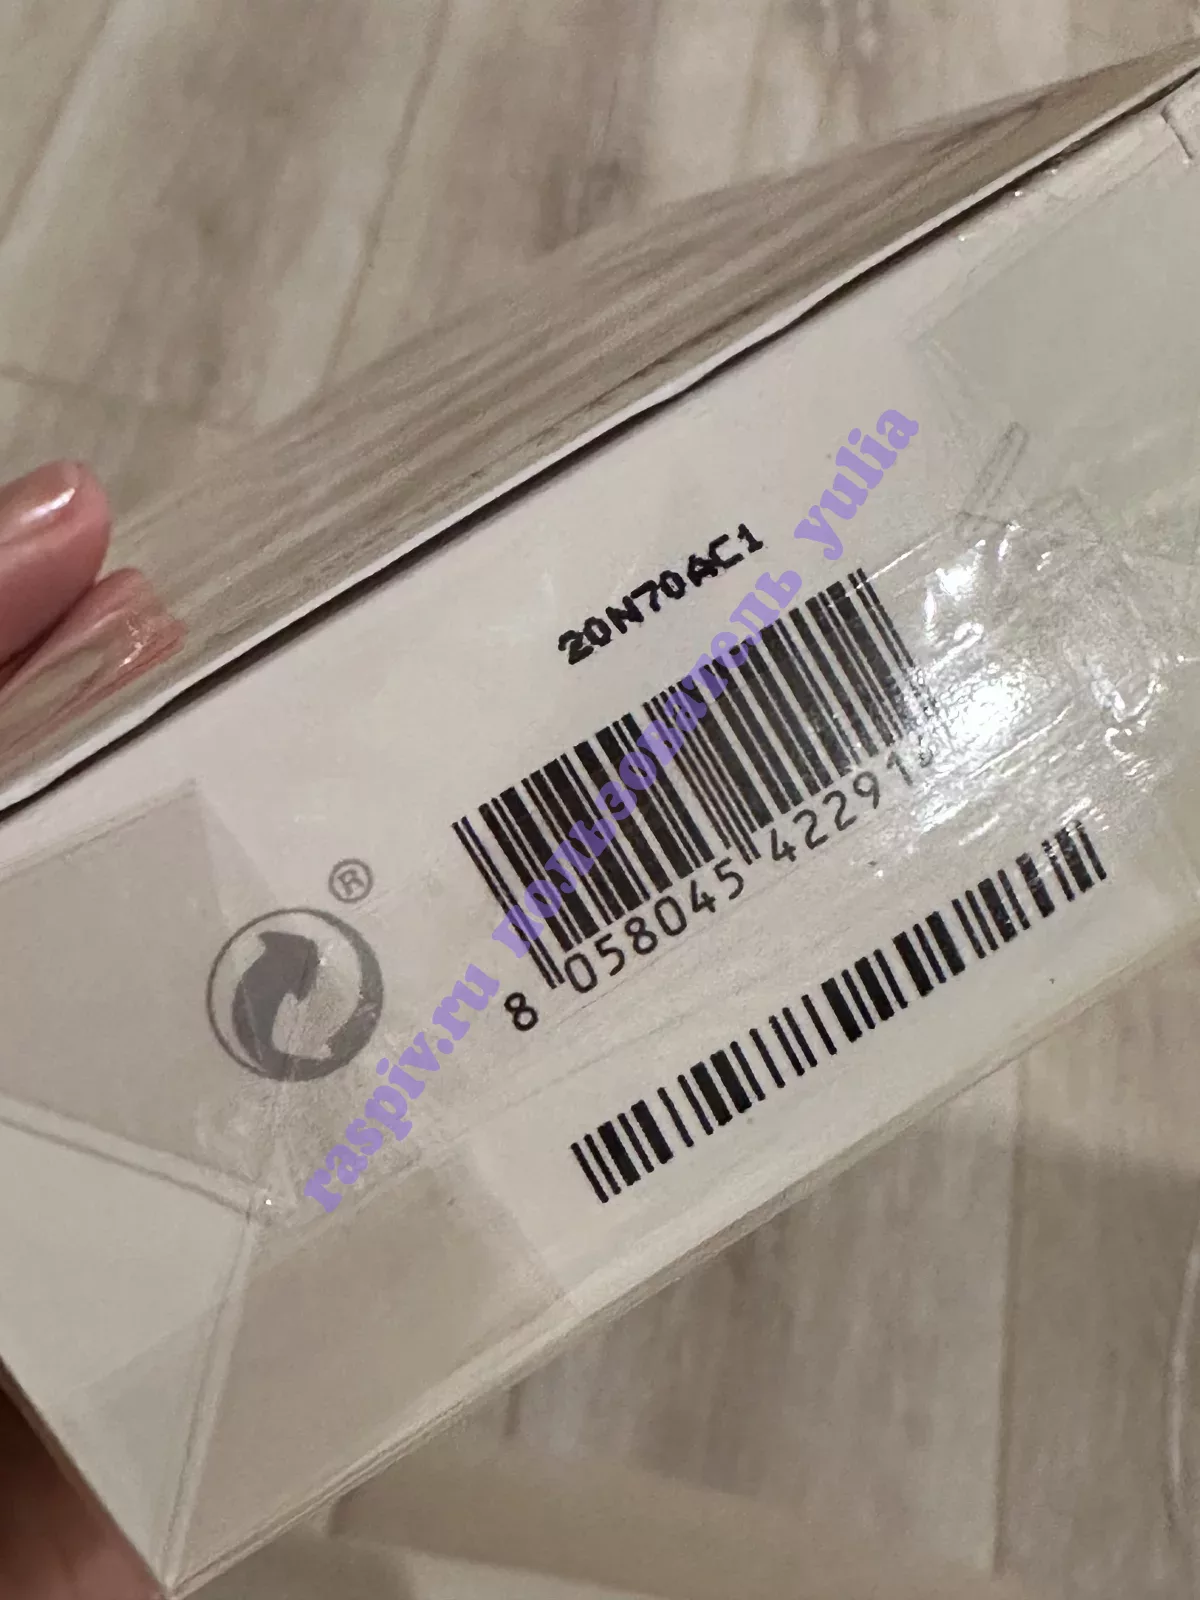 20N70AC1
8 058045 42291
®
raspiv.ru пользователь yulia